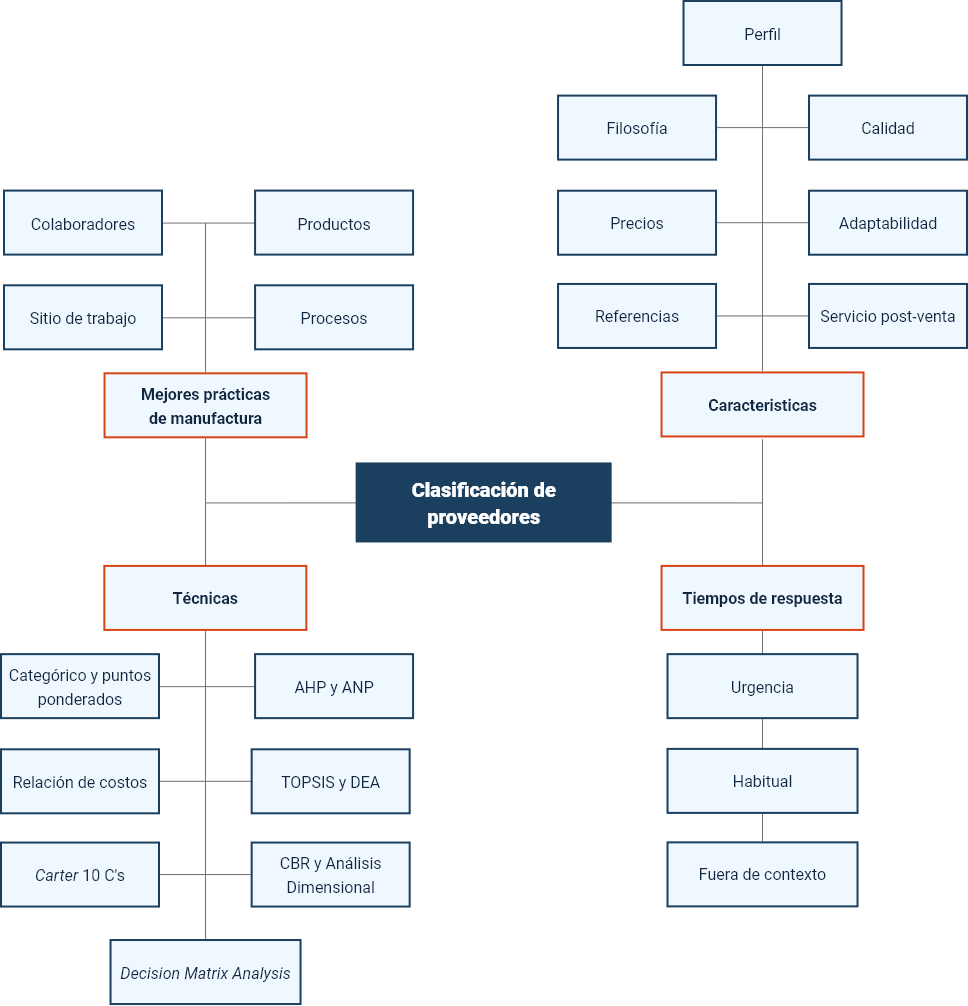 Perfil
Filosofía
Calidad
Colaboradores
Productos
Precios
Adaptabilidad
Sitio de trabajo
Procesos
Referencias
Servicio post-venta
Mejores prácticas
de manufactura
Caracteristicas
Clasificación de
proveedores
Técnicas
Tiempos de respuesta
Categórico y puntos
ponderados
AHP y ANP
Urgencia
Relación de costos
TOPSIS y DEA
Habitual
Carter 10 C's
CBR y Análisis
Dimensional
Fuera de contexto
Decision Matrix Analysis